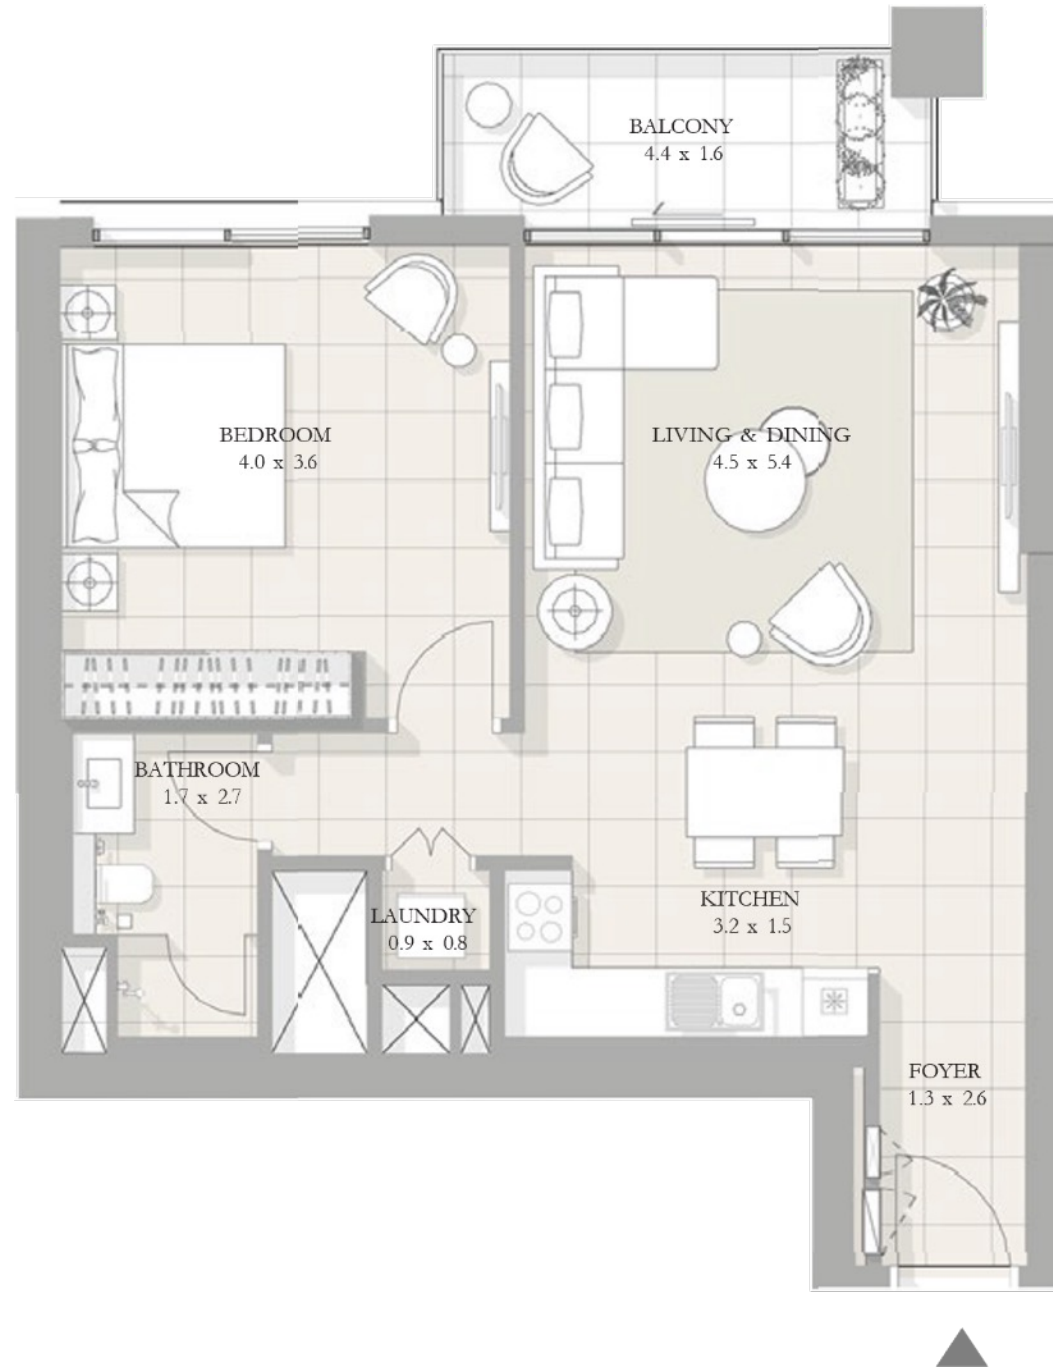 BALCONY
4.4 x 1.6
BEDROOM
4.0 x 3.6
LIVING & DINING
4.5 x 5.4
BATHROOM
1.7 x 2.7
LAUNDRY
0.9 x 0.8
KITCHEN
3.2 x 1.5
FOYER
1.3 x 2.6